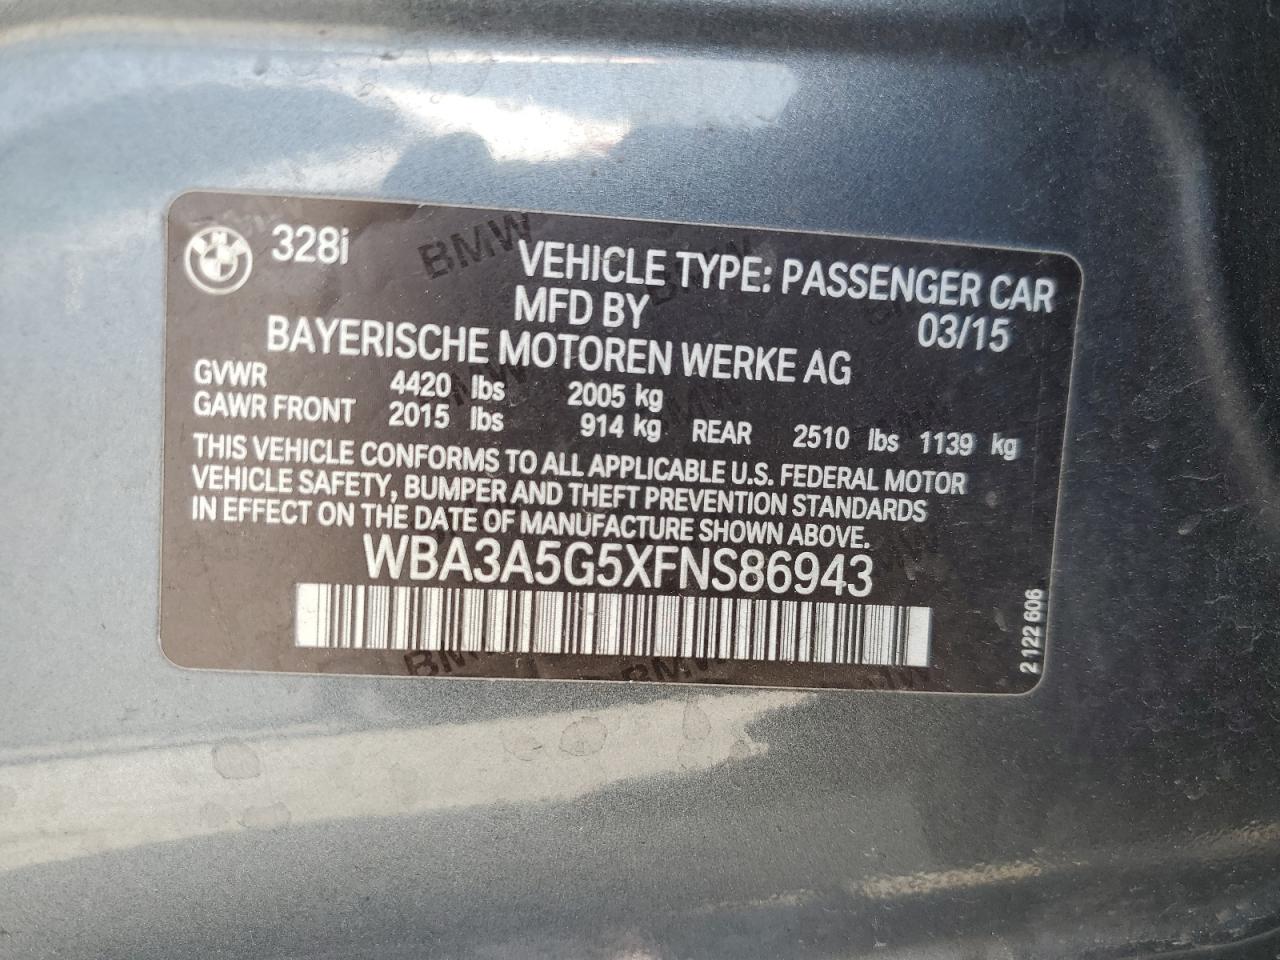 328i
VEHICLE TYPE: PASSENGER CAR
MFD BY 03/15
BAYERISCHE MOTOREN WERKE AG
GVWR 4420 lbs 2005 kg
GAWR FRONT 2015 lbs 914 kg REAR 2510 lbs 1139 kg
THIS VEHICLE CONFORMS TO ALL APPLICABLE U.S. FEDERAL MOTOR
VEHICLE SAFETY, BUMPER AND THEFT PREVENTION STANDARDS
IN EFFECT ON THE DATE OF MANUFACTURE SHOWN ABOVE.
WBA3A5G5XFNS86943
2 122 606
BMW
BMW
BMW